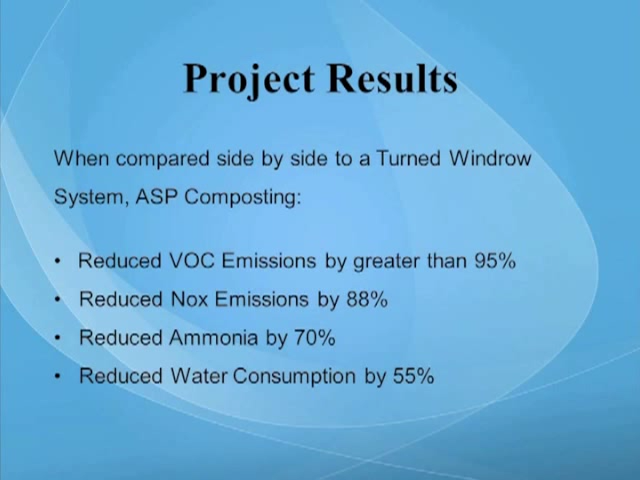 Project Results
When compared side by side to a Turned Windrow
System, ASP Composting:
• Reduced VOC Emissions by greater than 95%
• Reduced Nox Emissions by 88%
• Reduced Ammonia by 70%
• Reduced Water Consumption by 55%